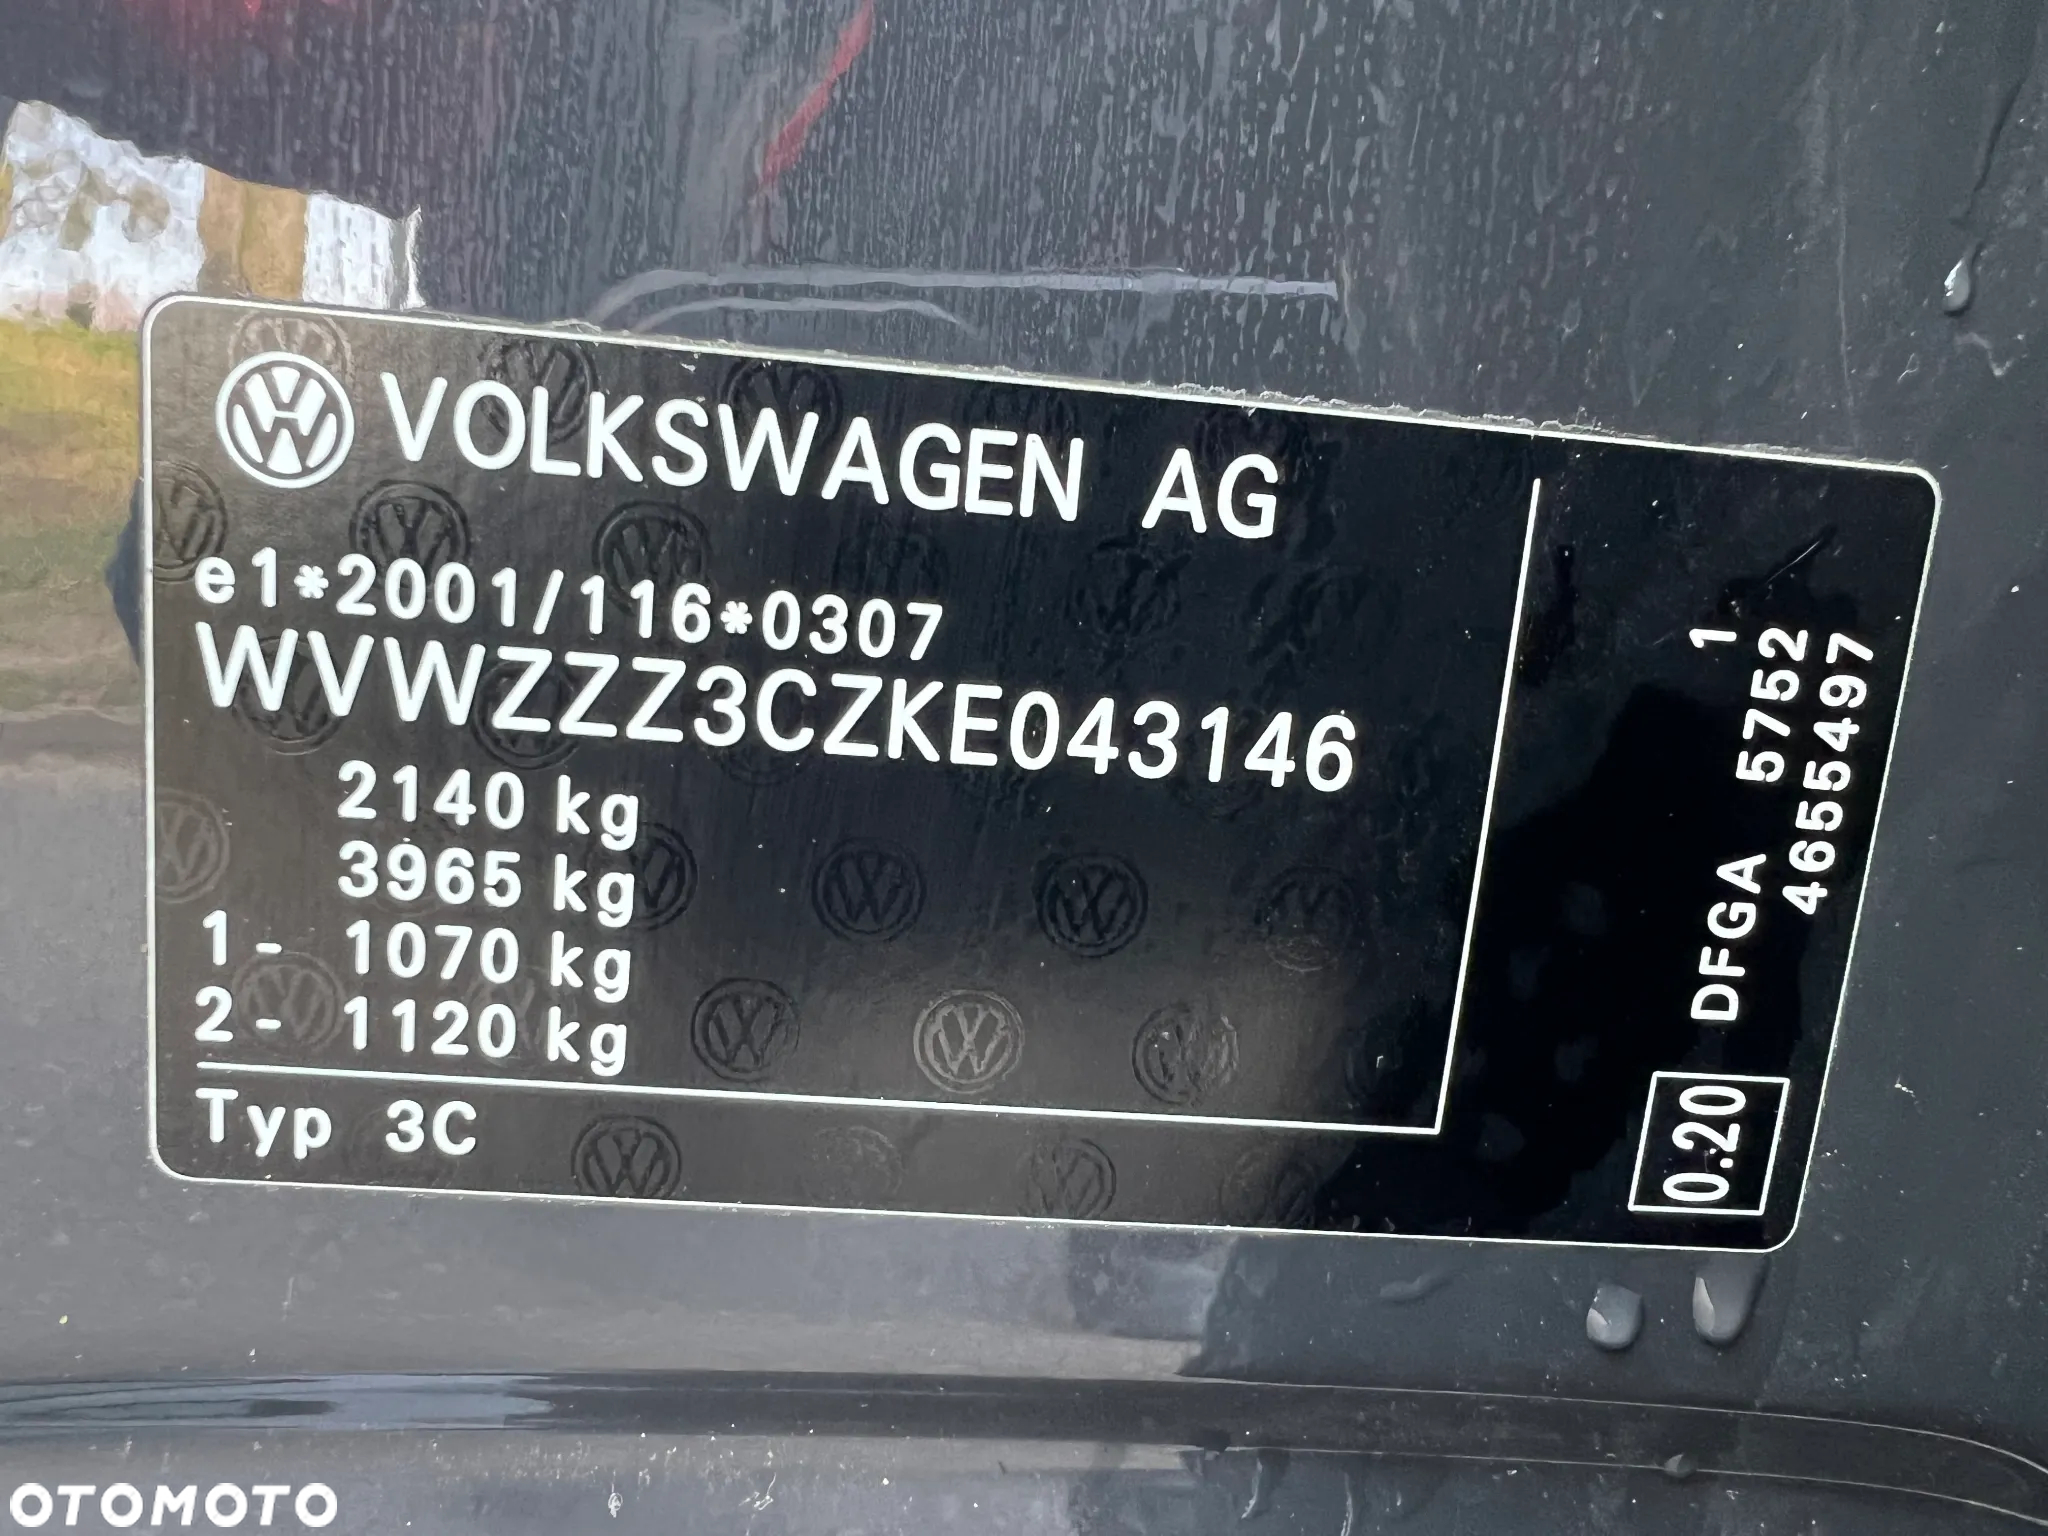 VOLKSWAGEN AG
e1*2001/116*0307
WVWZZZ3CZKE043146
2140 kg
3965 kg
1- 1070 kg
2- 1120 kg
Typ 3C
0.20 DFGA 5752 1
4655497
OTOMOTO